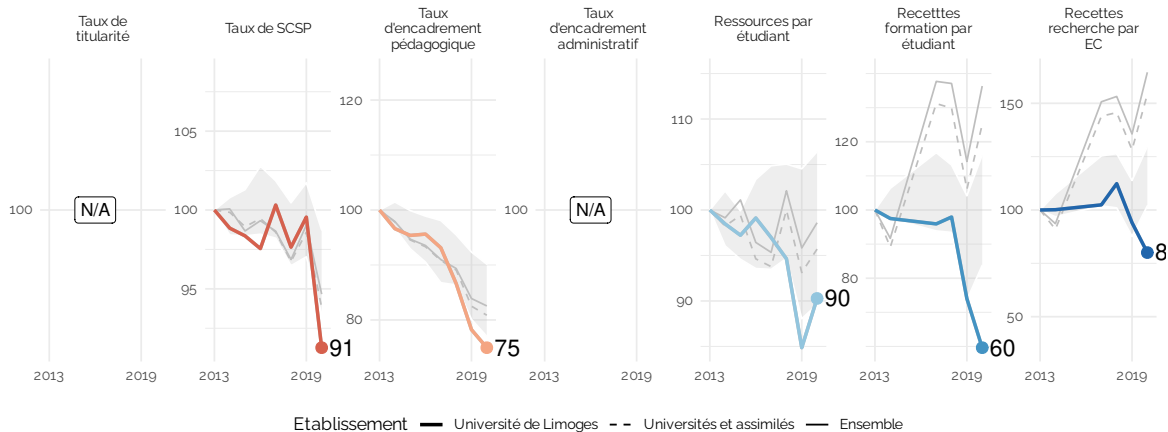 Taux de
titularité
Taux de SCSP
Taux
d'encadrement
pédagogique
Taux
d'encadrement
administratif
Ressources par
étudiant
Recetttes
formation par
étudiant
Recettes
recherche par
EC
100
N/A
2013 2019
105
100
95
91
2013 2019
120
100
80
75
2013 2019
100
N/A
2013 2019
110
100
90
90
2013 2019
120
100
80
60
2013 2019
150
100
50
8
2013 2019
Etablissement Université de Limoges Universités et assimilés Ensemble